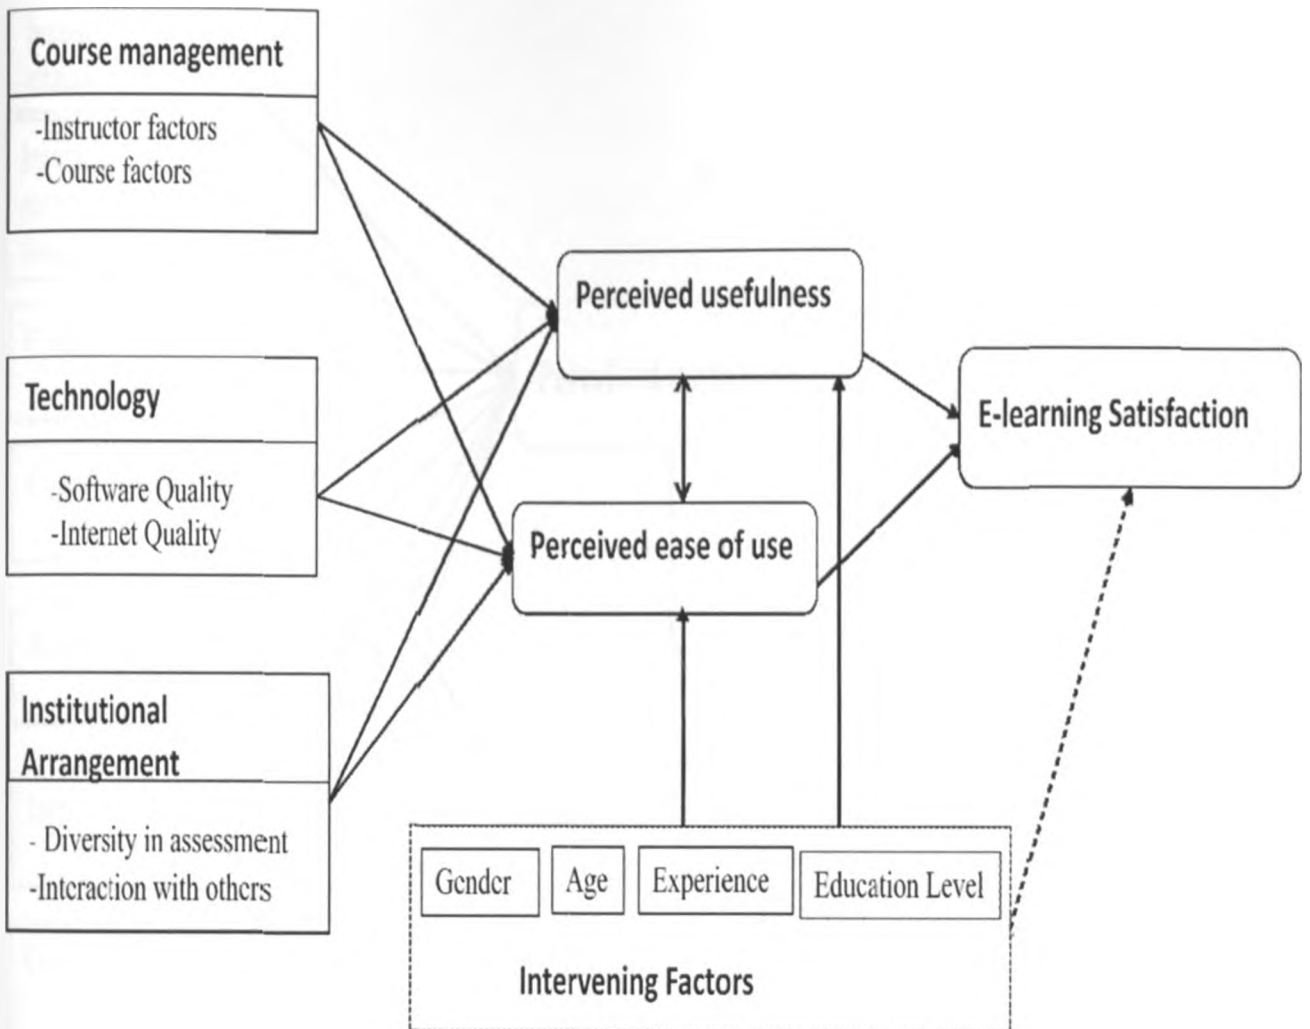 Course management
-Instructor factors
-Course factors
Perceived usefulness
Technology
E-learning Satisfaction
-Software Quality
-Internet Quality
Perceived ease of use
Institutional
Arrangement
- Diversity in assessment
-Interaction with others
Gender
Age
Experience
Education Level
Intervening Factors